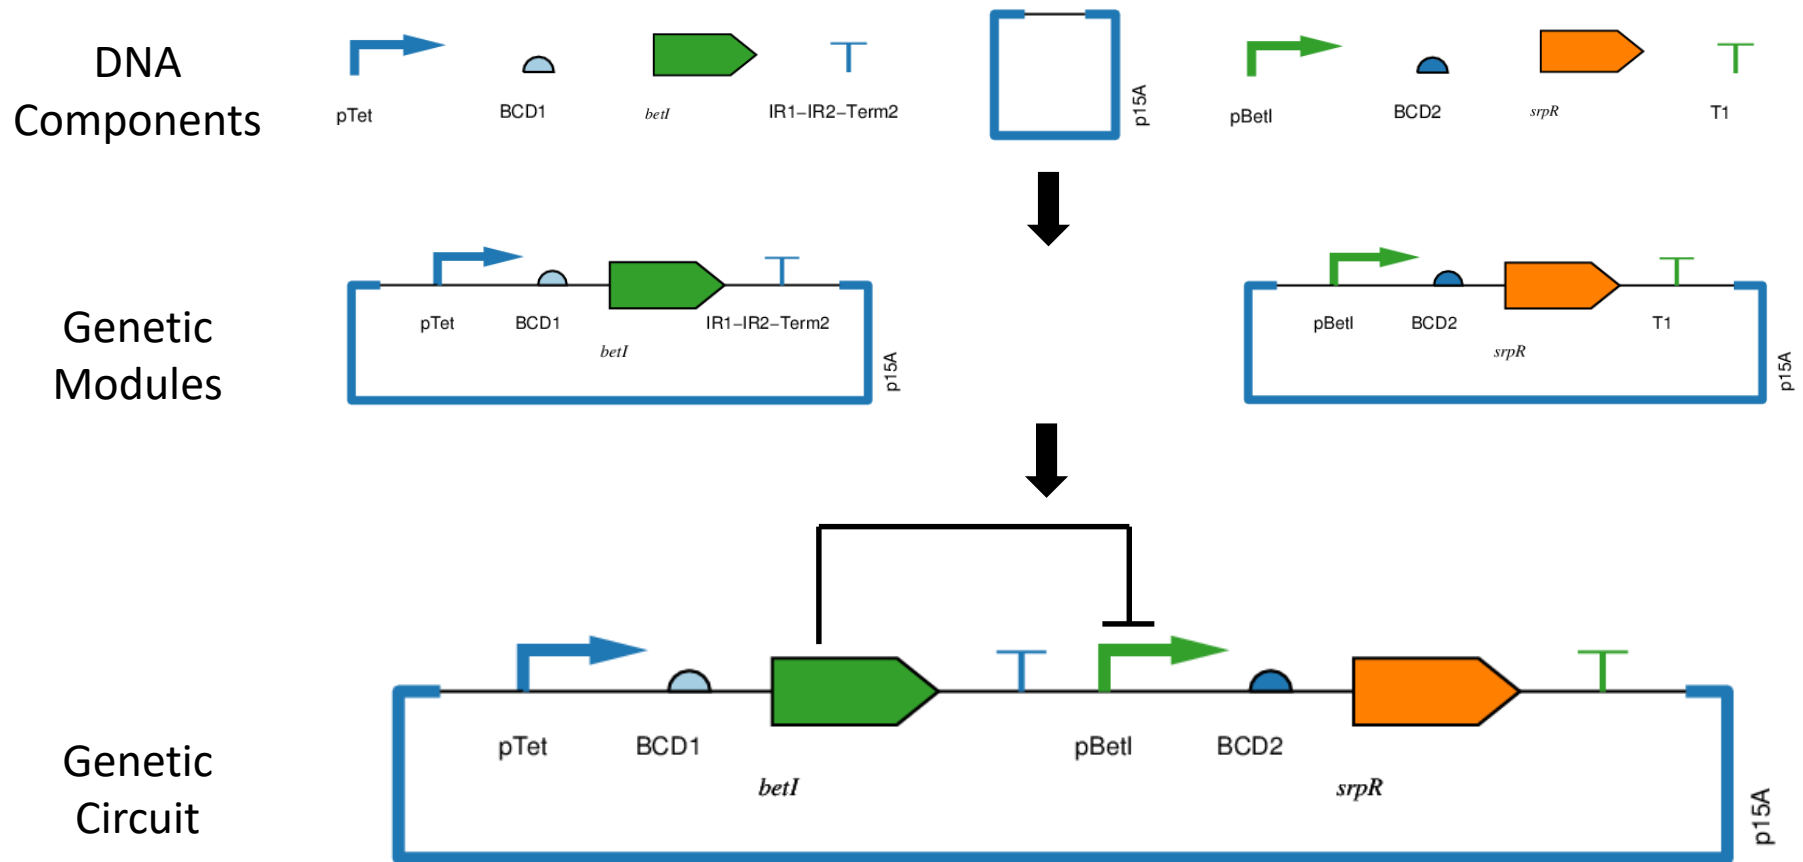 DNA
Components
pTet
BCD1
betI
IR1−IR2−Term2
p15A
pBetI
BCD2
srpR
T1
Genetic
Modules
pTet
BCD1
betI
IR1−IR2−Term2
p15A
pBetI
BCD2
srpR
T1
p15A
Genetic
Circuit
pTet
BCD1
betI
pBetI
BCD2
srpR
p15A